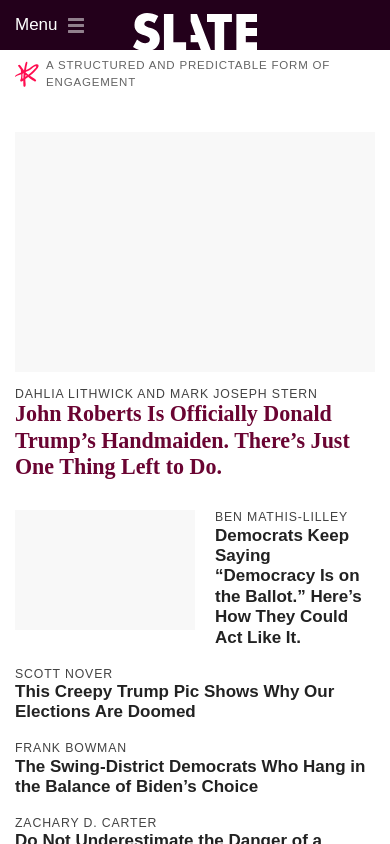 Menu
SLATE
A STRUCTURED AND PREDICTABLE FORM OF
ENGAGEMENT
DAHLIA LITHWICK AND MARK JOSEPH STERN
John Roberts Is Officially Donald
Trump’s Handmaiden. There’s Just
One Thing Left to Do.
BEN MATHIS-LILLEY
Democrats Keep
Saying
“Democracy Is on
the Ballot.” Here’s
How They Could
Act Like It.
SCOTT NOVER
This Creepy Trump Pic Shows Why Our
Elections Are Doomed
FRANK BOWMAN
The Swing-District Democrats Who Hang in
the Balance of Biden’s Choice
ZACHARY D. CARTER
Do Not Underestimate the Danger of a